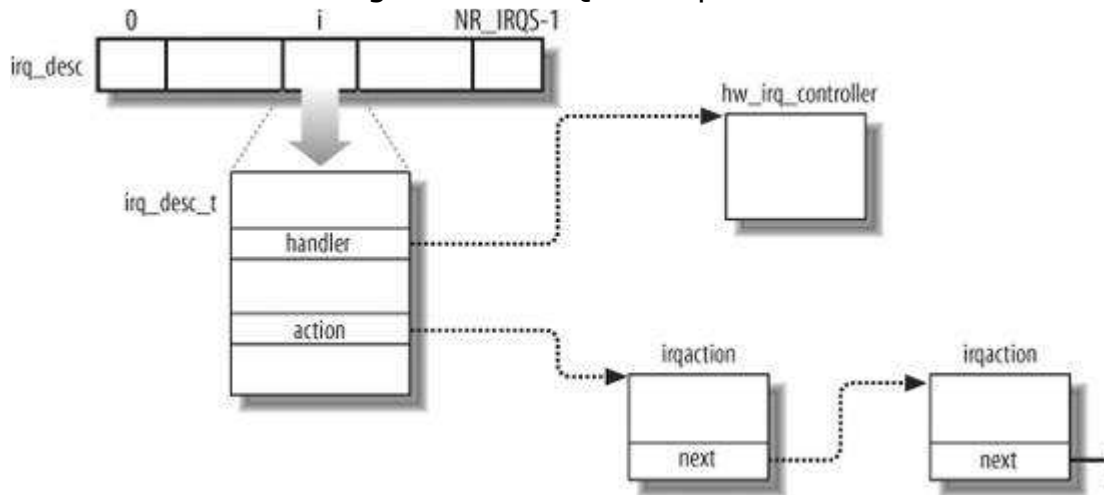 0 i NR_IRQS-1
irq_desc
hw_irq_controller
irq_desc_t
handler
action
irqaction irqaction
next next